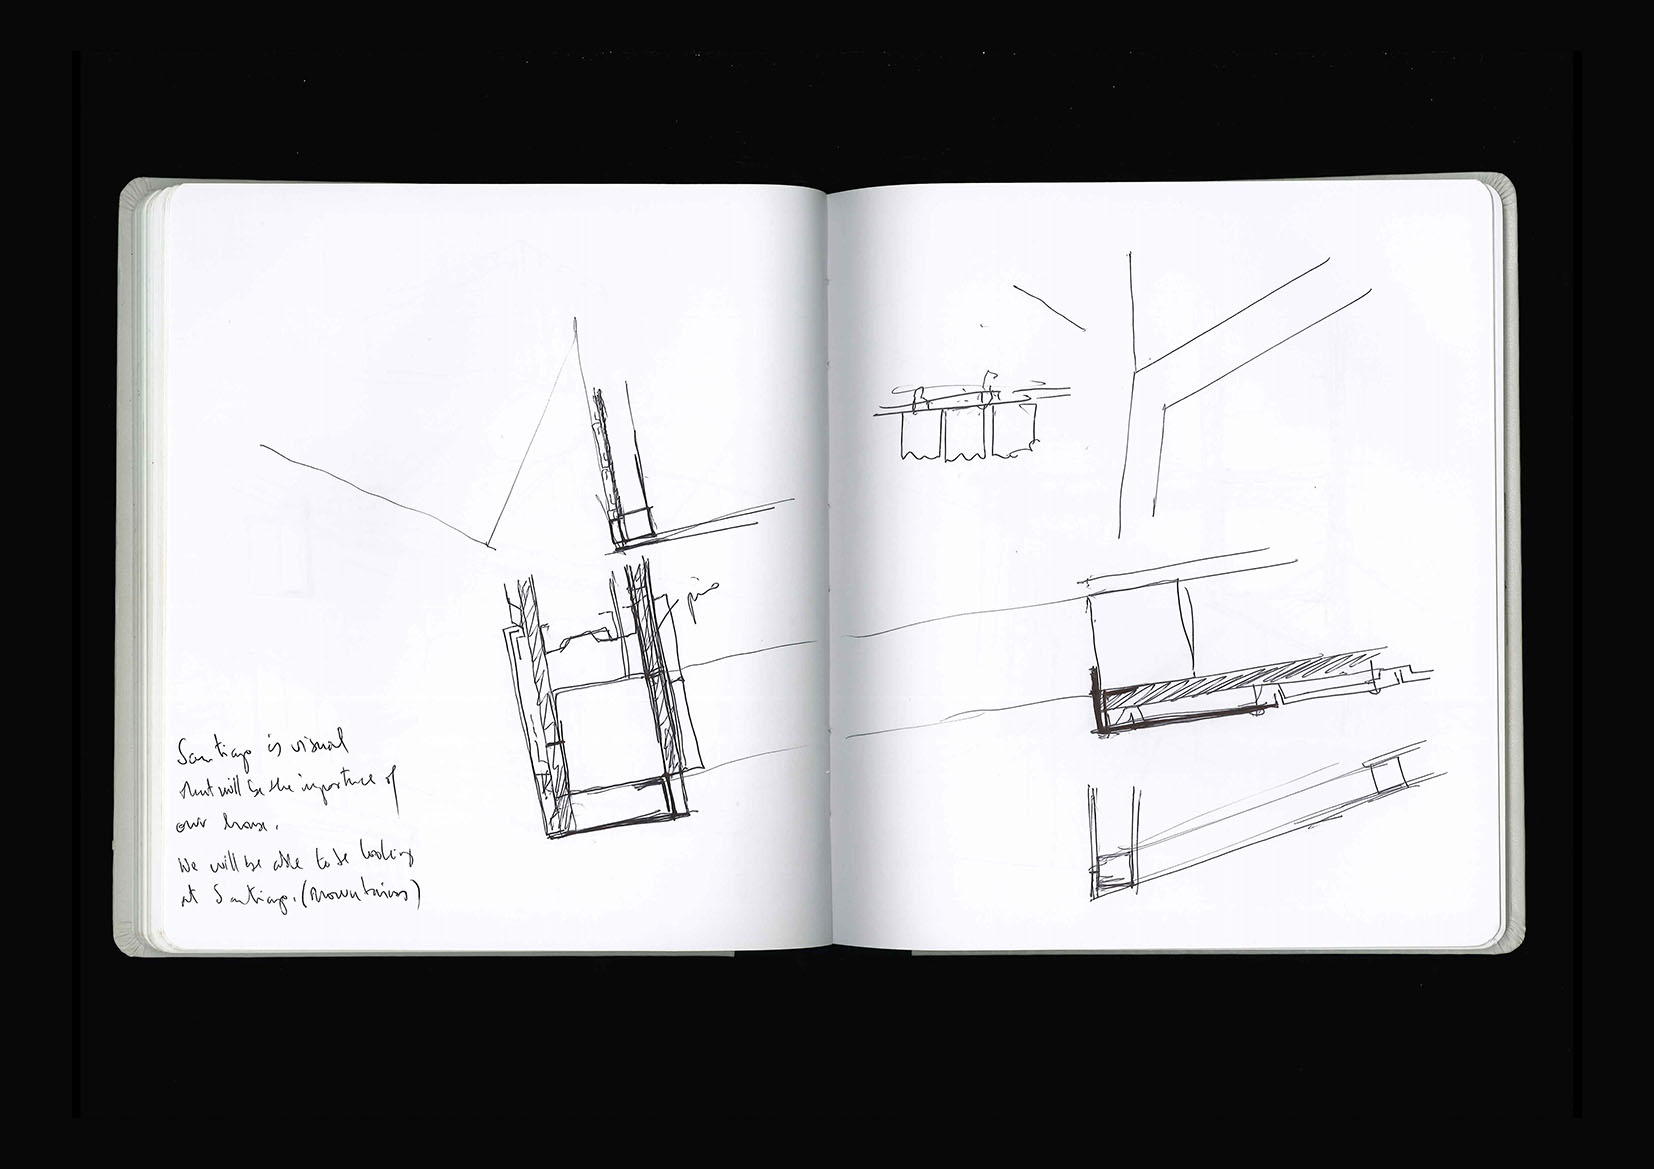 Santiago is visual
that will be the importance of
our house.
We will be able to be looking
at Santiago. (mountains)